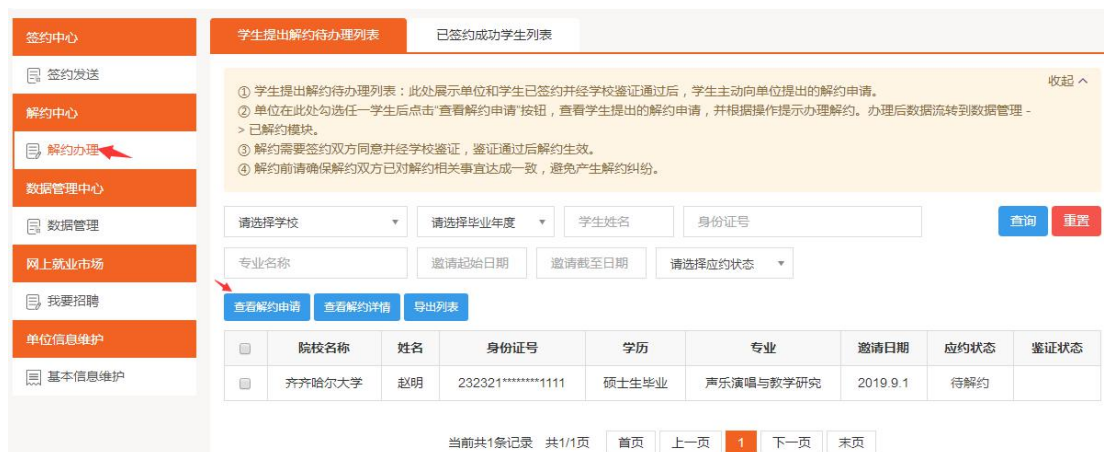 签约中心
签约发送
解约中心
解约办理
数据管理中心
数据管理
网上就业市场
我要招聘
单位信息维护
基本信息维护
学生提出解约待办理列表 已签约成功学生列表
收起
① 学生提出解约待办理列表：此处展示单位和学生已签约并经学校鉴证通过后，学生主动向单位提出的解约申请。
② 单位在此处勾选任一学生后点击“查看解约申请”按钮，查看学生提出的解约申请，并根据操作提示办理解约。办理后数据流转到数据管理 -
> 已解约模块。
③ 解约需要签约双方同意并经学校鉴证，鉴证通过后解约生效。
④ 解约前请确保解约双方已对解约相关事宜达成一致，避免产生解约纠纷。
请选择学校 请选择毕业年度 学生姓名 身份证号 查询 重置
专业名称 邀请起始日期 邀请截至日期 请选择应约状态
查看解约申请 查看解约详情 导出列表
院校名称 姓名 身份证号 学历 专业 邀请日期 应约状态 鉴证状态
齐齐哈尔大学 赵明 232321********1111 硕士生毕业 声乐演唱与教学研究 2019.9.1 待解约
当前共1条记录 共1/1页 首页 上一页 1 下一页 末页